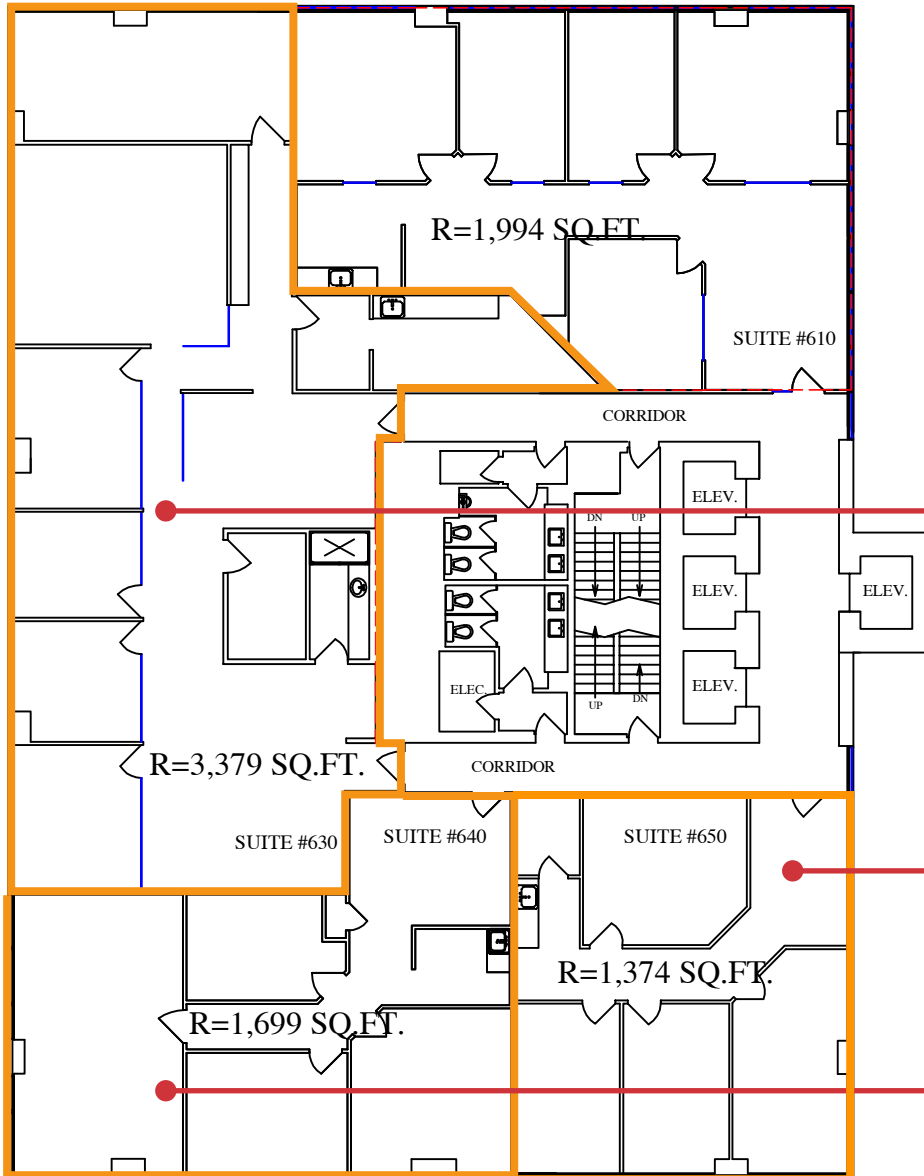 R=1,994 SQ.FT.
SUITE #610
CORRIDOR
ELEV.
DN
UP
ELEV.
ELEV.
ELEC.
ELEV.
UP
DN
R=3,379 SQ.FT.
CORRIDOR
SUITE #630
SUITE #640
SUITE #650
R=1,374 SQ.FT.
R=1,699 SQ.FT.